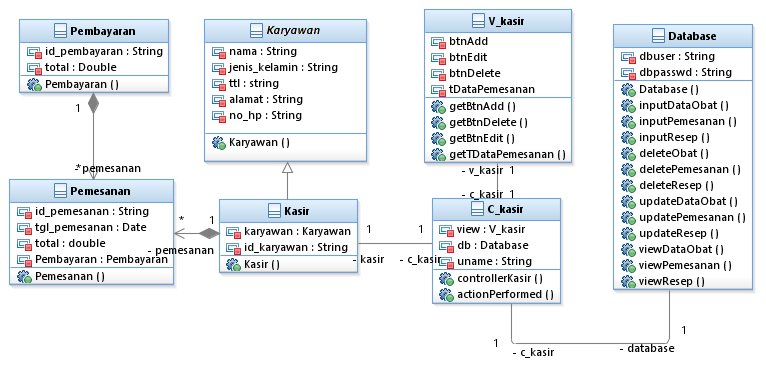 Pembayaran
id_pembayaran : String
total : Double
Pembayaran ( )
1
-*pemesanan
Pemesanan
id_pemesanan : String
tgl_pemesanan : Date
total : double
Pembayaran : Pembayaran
Pemesanan ( )
*
1
- pemesanan
Karyawan
nama : String
jenis_kelamin : String
ttl : String
alamat : String
no_hp : String
Karyawan ( )
Kasir
karyawan : Karyawan
id_karyawan : String
Kasir ( )
1
1
- kasir
- c_kasir
V_kasir
btnAdd
btnEdit
btnDelete
tDataPemesanan
getBtnAdd ( )
getBtnDelete ( )
getBtnEdit ( )
getTDataPemesanan ( )
- v_kasir
1
- c_kasir
1
C_kasir
view : V_kasir
db : Database
uname : String
controllerKasir ( )
actionPerformed ( )
1
- c_kasir
- database
1
Database
dbuser : String
dbpasswd : String
Database ( )
inputDataObat ( )
inputPemesanan ( )
inputResep ( )
deleteObat ( )
deletePemesanan ( )
deleteResep ( )
updateDataObat ( )
updatePemesanan ( )
updateResep ( )
viewDataObat ( )
viewPemesanan ( )
viewResep ( )